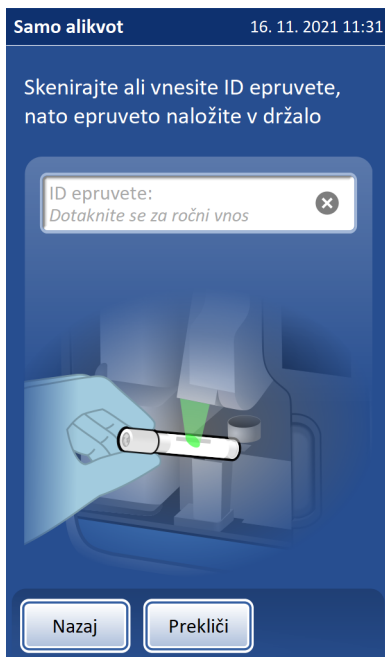 Samo alikvot 16. 11. 2021 11:31
Skenirajte ali vnesite ID epruvete,
nato epruveto naložite v držalo
ID epruvete:
Dotaknite se za ročni vnos
Nazaj Prekliči